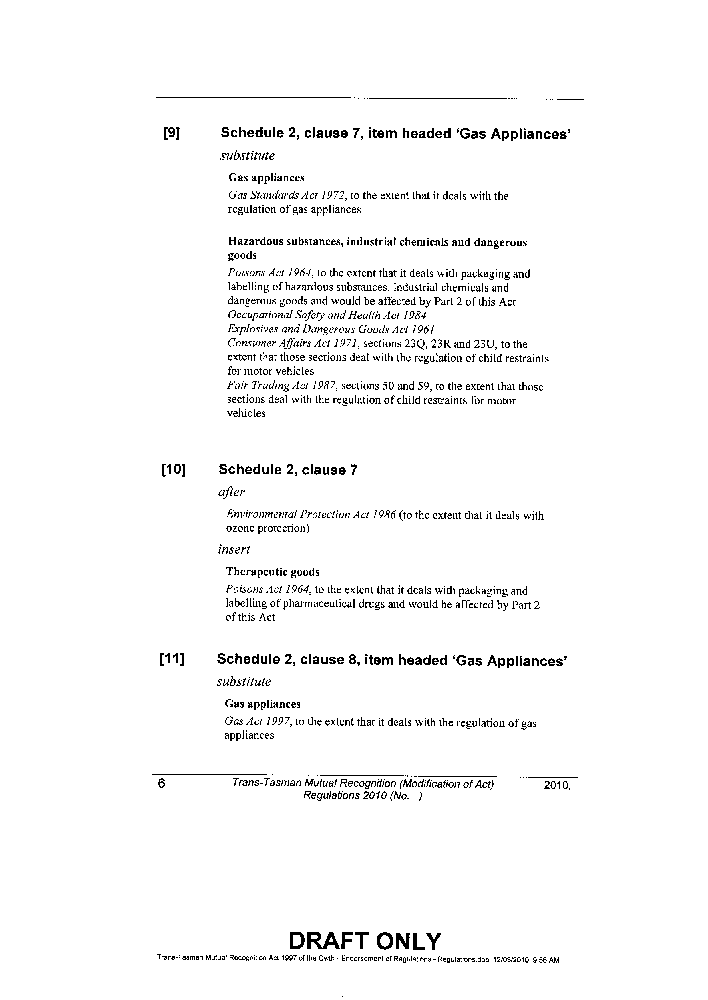 [9] Schedule 2, clause 7, item headed ‘Gas Appliances’
substitute
Gas appliances
Gas Standards Act 1972, to the extent that it deals with the
regulation of gas appliances
Hazardous substances, industrial chemicals and dangerous
goods
Poisons Act 1964, to the extent that it deals with packaging and
labelling of hazardous substances, industrial chemicals and
dangerous goods and would be affected by Part 2 of this Act
Occupational Safety and Health Act 1984
Explosives and Dangerous Goods Act 1961
Consumer Affairs Act 1971, sections 23Q, 23R and 23U, to the
extent that those sections deal with the regulation of child restraints
for motor vehicles
Fair Trading Act 1987, sections 50 and 59, to the extent that those
sections deal with the regulation of child restraints for motor
vehicles
[10] Schedule 2, clause 7
after
Environmental Protection Act 1986 (to the extent that it deals with
ozone protection)
insert
Therapeutic goods
Poisons Act 1964, to the extent that it deals with packaging and
labelling of pharmaceutical drugs and would be affected by Part 2
of this Act
[11] Schedule 2, clause 8, item headed ‘Gas Appliances’
substitute
Gas appliances
Gas Act 1997, to the extent that it deals with the regulation of gas
appliances
6 Trans-Tasman Mutual Recognition (Modification of Act) 2010,
Regulations 2010 (No. )
DRAFT ONLY
Trans-Tasman Mutual Recognition Act 1997 of the Cwth - Endorsement of Regulations - Regulations.doc, 12/03/2010, 9:56 AM